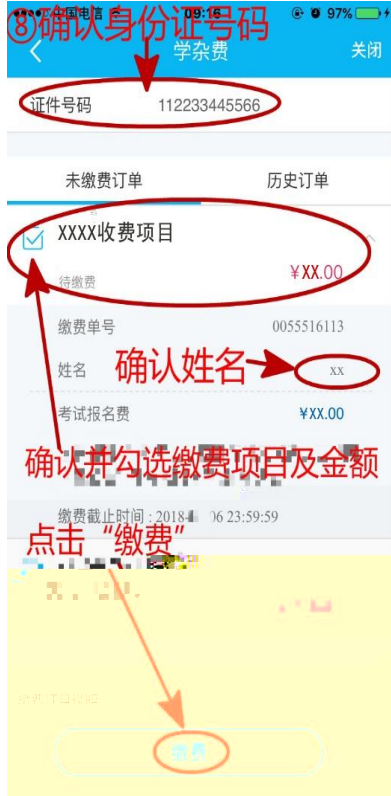 中国电信 09:16 97%
⑧确认身份证号码
学杂费 关闭
证件号码 112233445566
未缴费订单 历史订单
XXXX收费项目
待缴费 ¥XX.00
缴费单号 0055516113
姓名 xx
确认姓名
考试报名费 ¥XX.00
确认并勾选缴费项目及金额
缴费截止时间 : 2018- 06 23:59:59
点击“缴费”
缴费